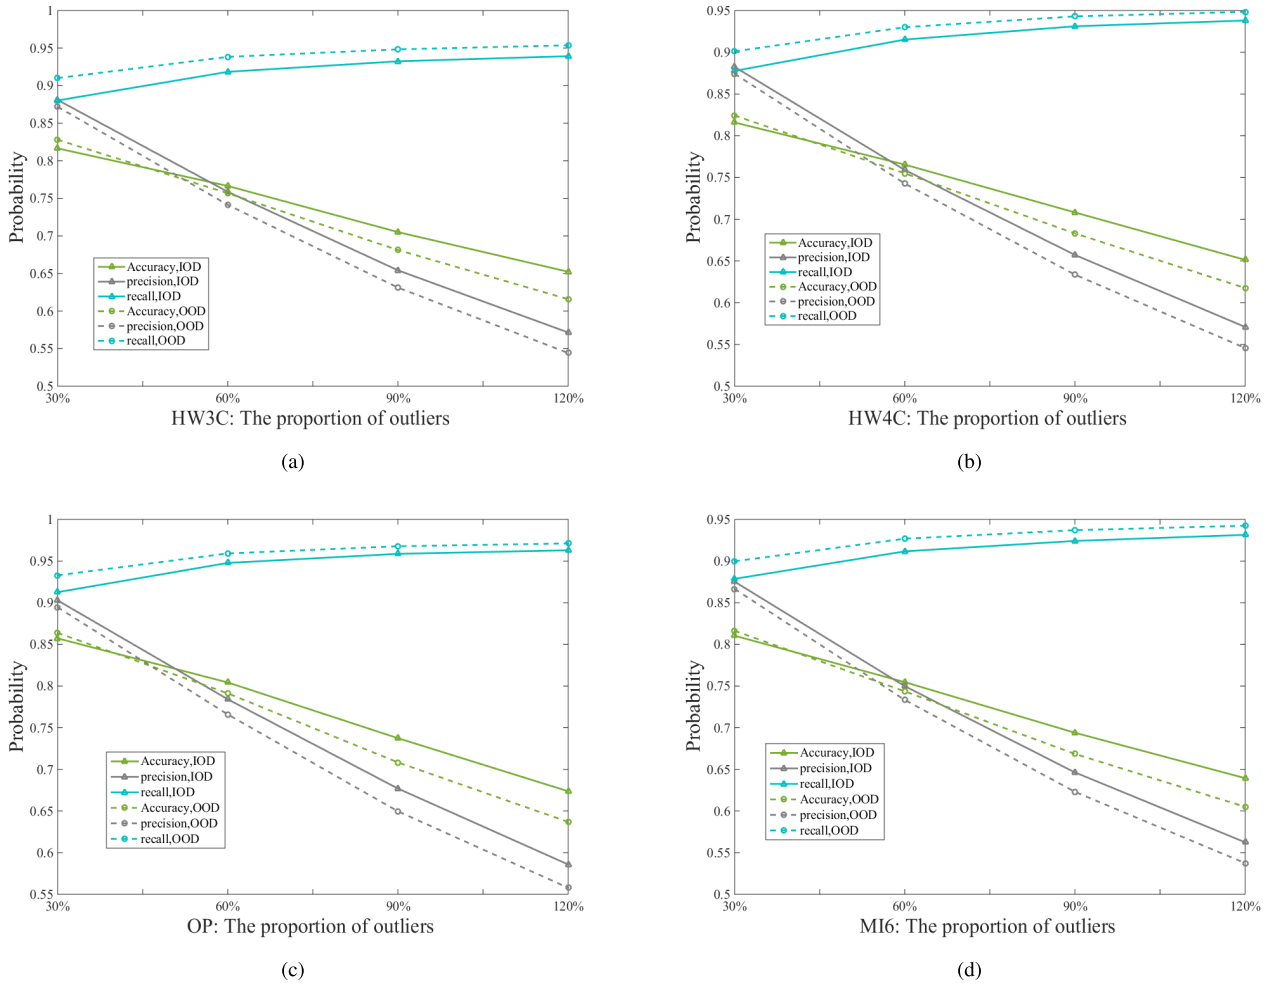 1
0.95
0.9
0.85
0.8
0.75
0.7
0.65
0.6
0.55
0.5
Probability
Accuracy,IOD
precision,IOD
recall,IOD
Accuracy,OOD
precision,OOD
recall,OOD
30%
60%
90%
120%
HW3C: The proportion of outliers
(a)
0.95
0.9
0.85
0.8
0.75
0.7
0.65
0.6
0.55
0.5
Probability
Accuracy,IOD
precision,IOD
recall,IOD
Accuracy,OOD
precision,OOD
recall,OOD
30%
60%
90%
120%
HW4C: The proportion of outliers
(b)
1
0.95
0.9
0.85
0.8
0.75
0.7
0.65
0.6
0.55
Probability
Accuracy,IOD
precision,IOD
recall,IOD
Accuracy,OOD
precision,OOD
recall,OOD
30%
60%
90%
120%
OP: The proportion of outliers
(c)
0.95
0.9
0.85
0.8
0.75
0.7
0.65
0.6
0.55
0.5
Probability
Accuracy,IOD
precision,IOD
recall,IOD
Accuracy,OOD
precision,OOD
recall,OOD
30%
60%
90%
120%
MI6: The proportion of outliers
(d)